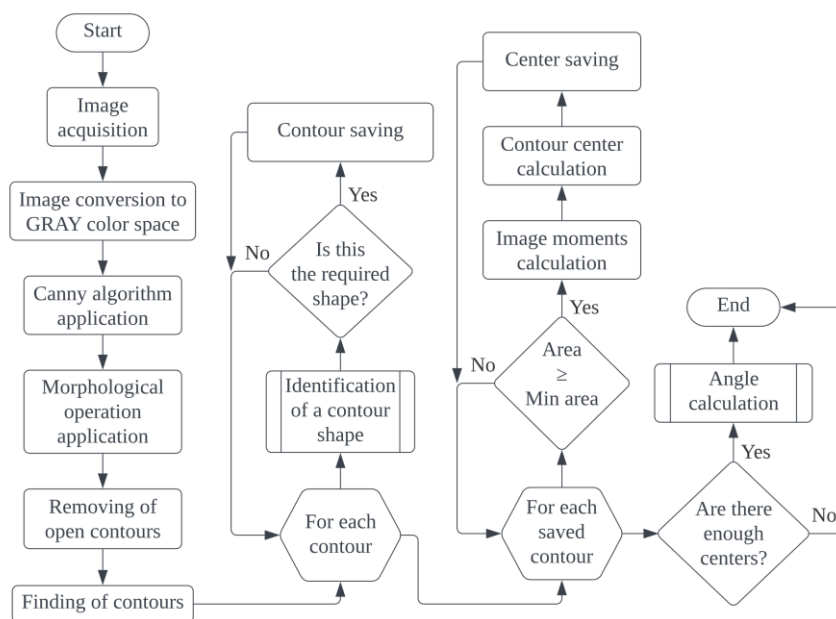 Start
Image
acquisition
Image conversion to
GRAY color space
Canny algorithm
application
Morphological
operation
application
Removing of
open contours
Finding of contours
Contour saving
Yes
No
Is this
the required
shape?
Identification
of a contour
shape
For each
contour
Center saving
Contour center
calculation
Image moments
calculation
Yes
No
Area
≥
Min area
For each
saved
contour
End
Angle
calculation
Yes
Are there
enough
centers?
No